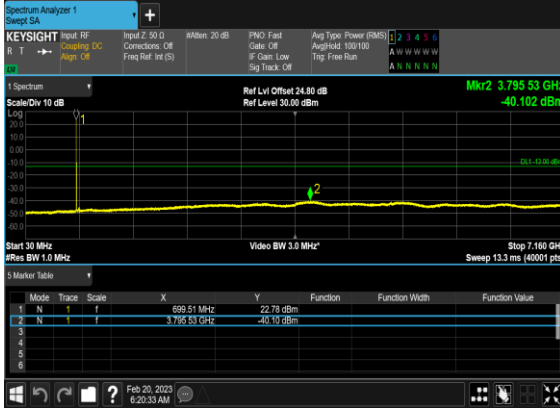 Spectrum Analyzer 1
Swept SA
+
KEYSIGHT Input: RF Input Z: 50 Ω #Atten: 20 dB PNO: Fast Avg Type: Power (RMS) 1 2 3 4 5 6
R T Coupling: DC Corrections: Off Gate: Off Avg|Hold: 100/100 A W W W W W
Align: Off Freq Ref: Int (S) IF Gain: Low Trig: Free Run
Sig Track: Off A N N N N N
1 Spectrum
Ref Lvl Offset 24.80 dB Mkr2 3.795 53 GHz
Scale/Div 10 dB Ref Level 30.00 dBm -40.102 dBm
Log
20.0
10.0
0.00
-10.0
DL1 -13.00 dBm
-20.0
-30.0
-40.0
-50.0
-60.0
1
2
Start 30 MHz Video BW 3.0 MHz* Stop 7.160 GHz
#Res BW 1.0 MHz Sweep 13.3 ms (40001 pts)
5 Marker Table
Mode Trace Scale X Y Function Function Width Function Value
1 N 1 f 699.51 MHz 22.78 dBm
2 N 1 f 3.795 53 GHz -40.10 dBm
3
4
5
6
? Feb 20, 2023
6:20:33 AM